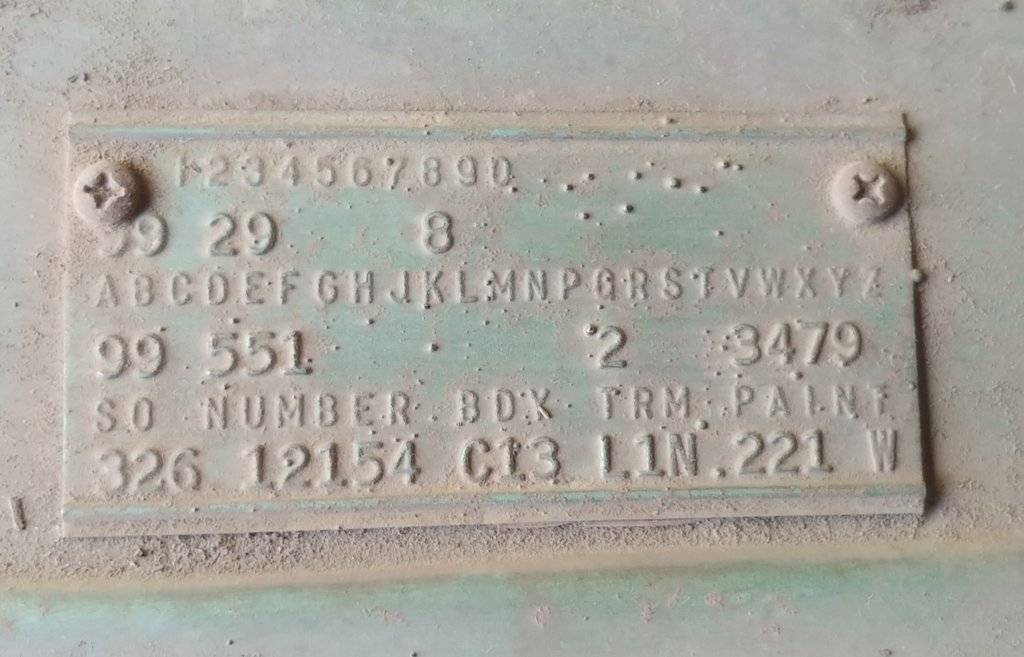 1234567890
99 29 8
ABCDEFGHJKLMNPQRSTVWXYZ
99 551 2 3479
SO NUMBER BDY TRM PAINT
326 12154 C13 L1N 221 W